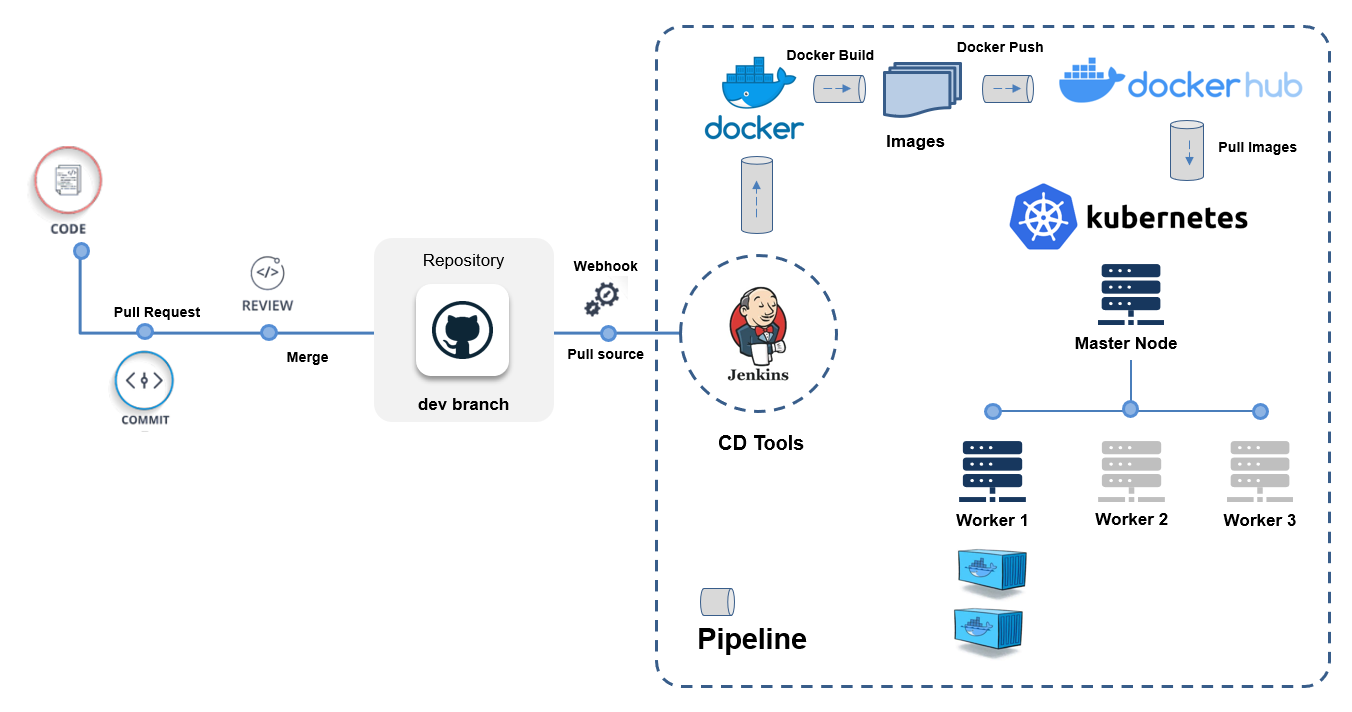 CODE
Pull Request
COMMIT
REVIEW
Merge
Repository
dev branch
Webhook
Pull source
Jenkins
CD Tools
docker
Docker Build
Images
Docker Push
docker hub
Pull Images
kubernetes
Master Node
Worker 1
Worker 2
Worker 3
Pipeline